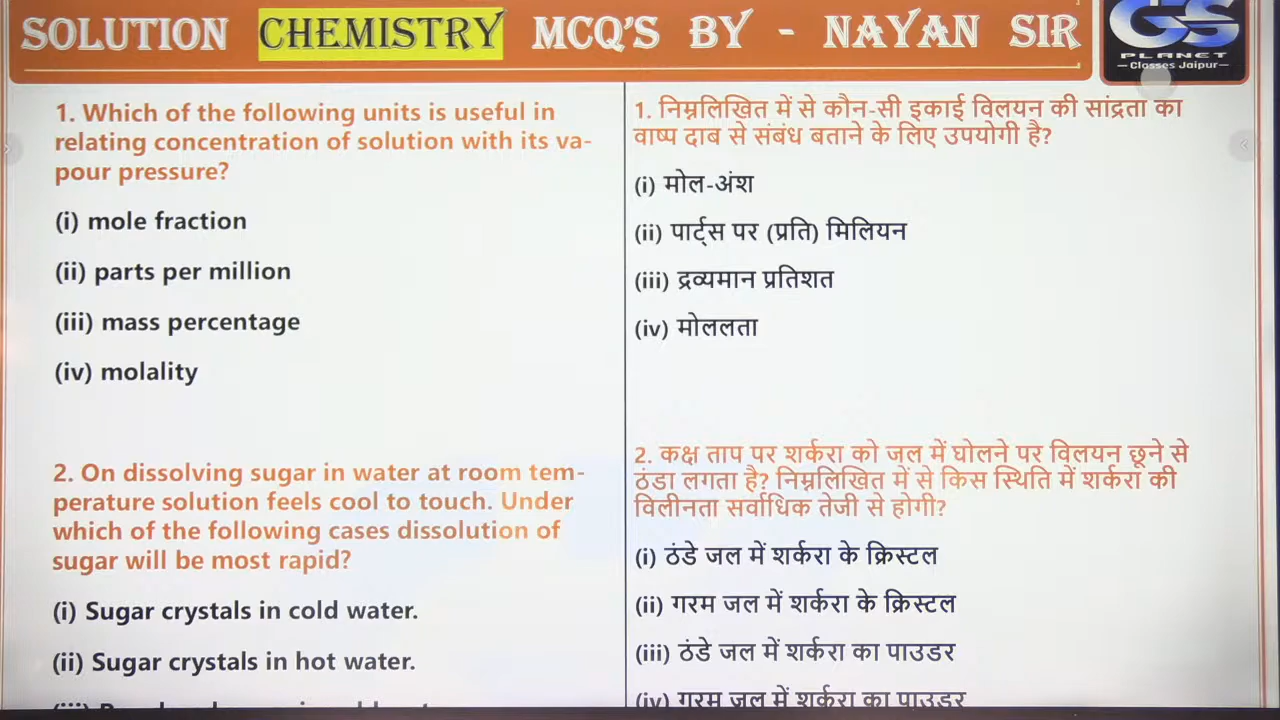 SOLUTION CHEMISTRY MCQ'S BY - NAYAN SIR
GS
PLANET
—Classes Jaipur—
1. Which of the following units is useful in
relating concentration of solution with its va-
pour pressure?
(i) mole fraction
(ii) parts per million
(iii) mass percentage
(iv) molality
2. On dissolving sugar in water at room tem-
perature solution feels cool to touch. Under
which of the following cases dissolution of
sugar will be most rapid?
(i) Sugar crystals in cold water.
(ii) Sugar crystals in hot water.
1. निम्नलिखित में से कौन-सी इकाई विलयन की सांद्रता का
वाष्प दाब से संबंध बताने के लिए उपयोगी है?
(i) मोल-अंश
(ii) पार्ट्स पर (प्रति) मिलियन
(iii) द्रव्यमान प्रतिशत
(iv) मोललता
2. कक्ष ताप पर शर्करा को जल में घोलने पर विलयन छूने से
ठंडा लगता है? निम्नलिखित में से किस स्थिति में शर्करा की
विलीनता सर्वाधिक तेजी से होगी?
(i) ठंडे जल में शर्करा के क्रिस्टल
(ii) गरम जल में शर्करा के क्रिस्टल
(iii) ठंडे जल में शर्करा का पाउडर
(iv) गरम जल में शर्करा का पाउडर